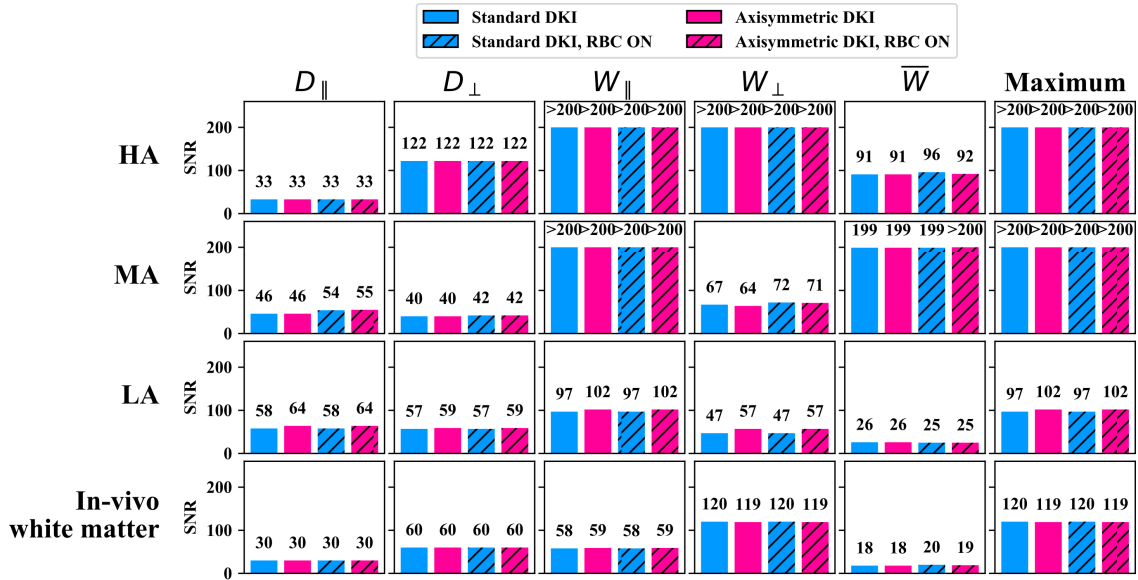 Standard DKI
Axisymmetric DKI
Standard DKI, RBC ON
Axisymmetric DKI, RBC ON
D∥ D⊥ W∥ W⊥ W̅ Maximum
HA
SNR
200
100
0
33 33 33 33
122 122 122 122
>200 >200 >200 >200
>200 >200 >200 >200
91 91 96 92
>200 >200 >200 >200
MA
SNR
200
100
0
46 46 54 55
40 40 42 42
>200 >200 >200 >200
67 64 72 71
199 199 199 >200
>200 >200 >200 >200
LA
SNR
200
100
0
58 64 58 64
57 59 57 59
97 102 97 102
47 57 47 57
26 26 25 25
97 102 97 102
In-vivo
white matter
SNR
200
100
0
30 30 30 30
60 60 60 60
58 59 58 59
120 119 120 119
18 18 20 19
120 119 120 119